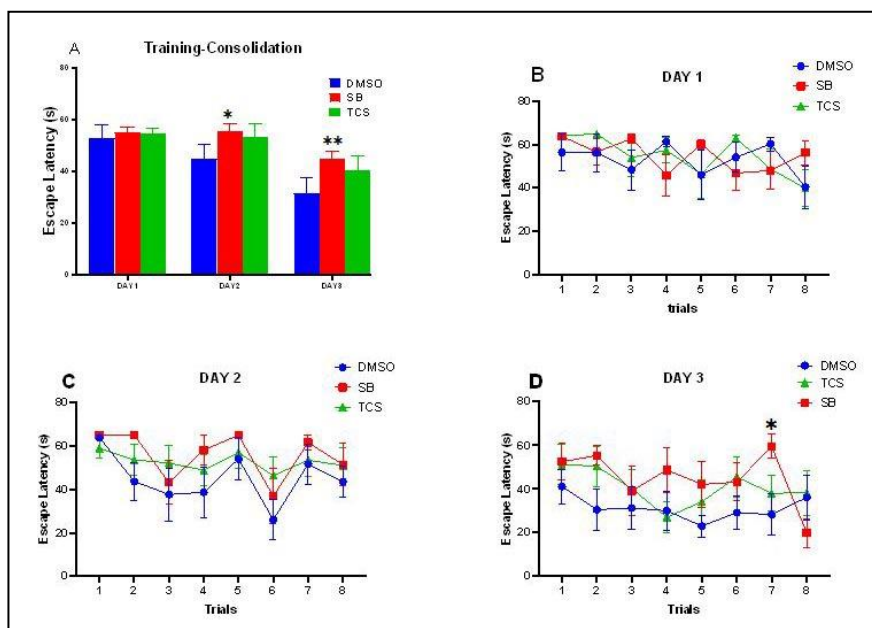 A
Training-Consolidation
DMSO
SB
TCS
Escape Latency (s)
80
60
40
20
0
*
**
DAY1
DAY2
DAY3
B
DAY 1
DMSO
SB
TCS
Escape Latency (s)
80
60
40
20
0
1 2 3 4 5 6 7 8
trials
C
DAY 2
DMSO
SB
TCS
Escape Latency (s)
80
60
40
20
0
1 2 3 4 5 6 7 8
Trials
D
DAY 3
DMSO
TCS
SB
Escape Latency (s)
80
60
40
20
0
*
1 2 3 4 5 6 7 8
Trials